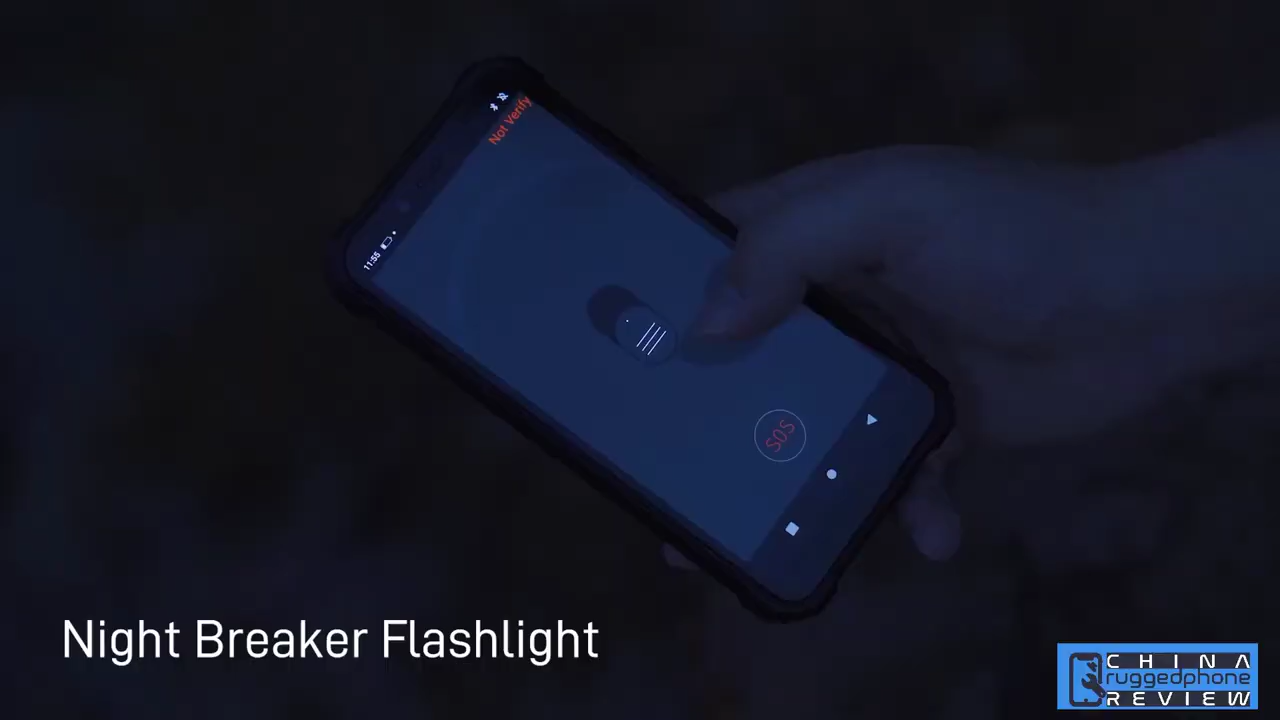 Not Verify
11:55
SOS
Night Breaker Flashlight
CHINA
ruggedphone
REVIEW